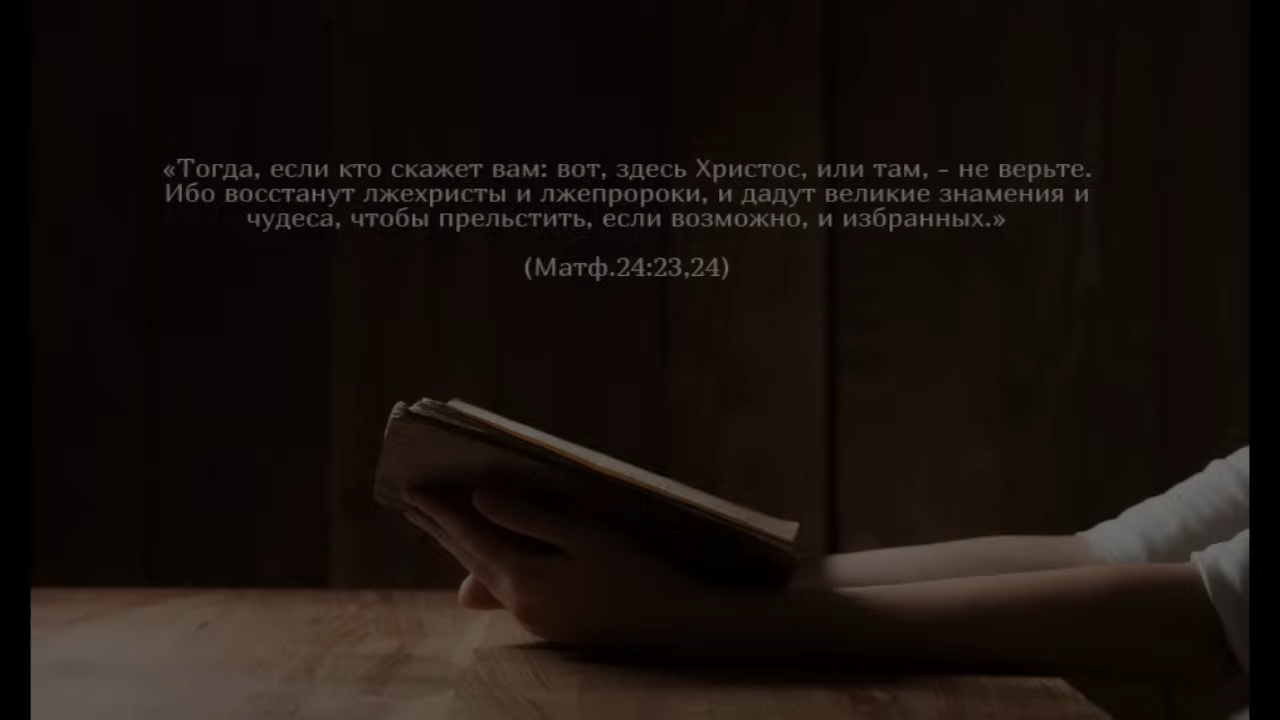 «Тогда, если кто скажет вам: вот, здесь Христос, или там, - не верьте.
Ибо восстанут лжехристы и лжепророки, и дадут великие знамения и
чудеса, чтобы прельстить, если возможно, и избранных.»
(Матф.24:23,24)